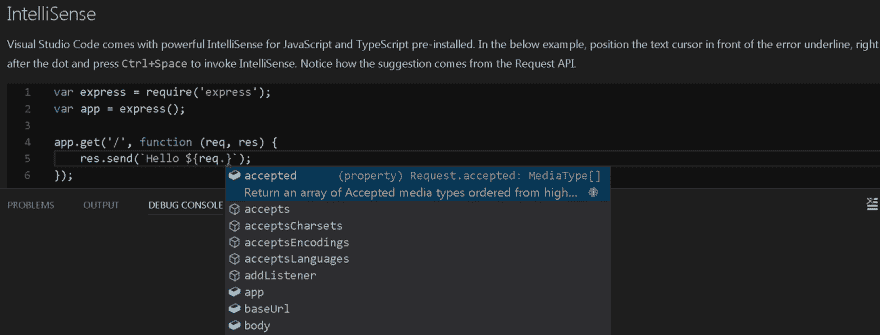 IntelliSense
Visual Studio Code comes with powerful IntelliSense for JavaScript and TypeScript pre-installed. In the below example, position the text cursor in front of the error underline, right
after the dot and press Ctrl+Space to invoke IntelliSense. Notice how the suggestion comes from the Request API.
1 var express = require('express');
2 var app = express();
3
4 app.get('/', function (req, res) {
5 res.send(`Hello ${req.}`);
6 });
accepted (property) Request.accepted: MediaType[]
Return an array of Accepted media types ordered from high...
accepts
acceptsCharsets
acceptsEncodings
acceptsLanguages
addListener
app
baseUrl
body
PROBLEMS OUTPUT DEBUG CONSOLE